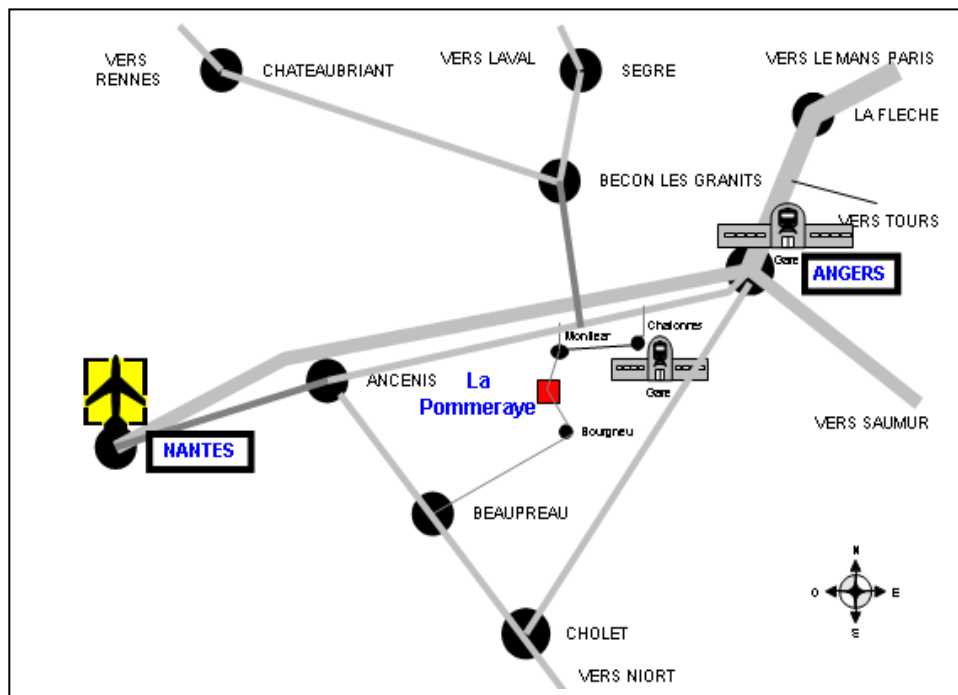 VERS
RENNES
CHATEAUBRIANT
VERS LAVAL
SEGRE
VERS LE MANS PARIS
LA FLECHE
BECON LES GRANITS
VERS TOURS
Gare
ANGERS
Chalonnes
ANCENIS
La
Pommeraye
Gare
VERS SAUMUR
Bourgneu
NANTES
BEAUPREAU
CHOLET
VERS NIORT
N
O
E
S